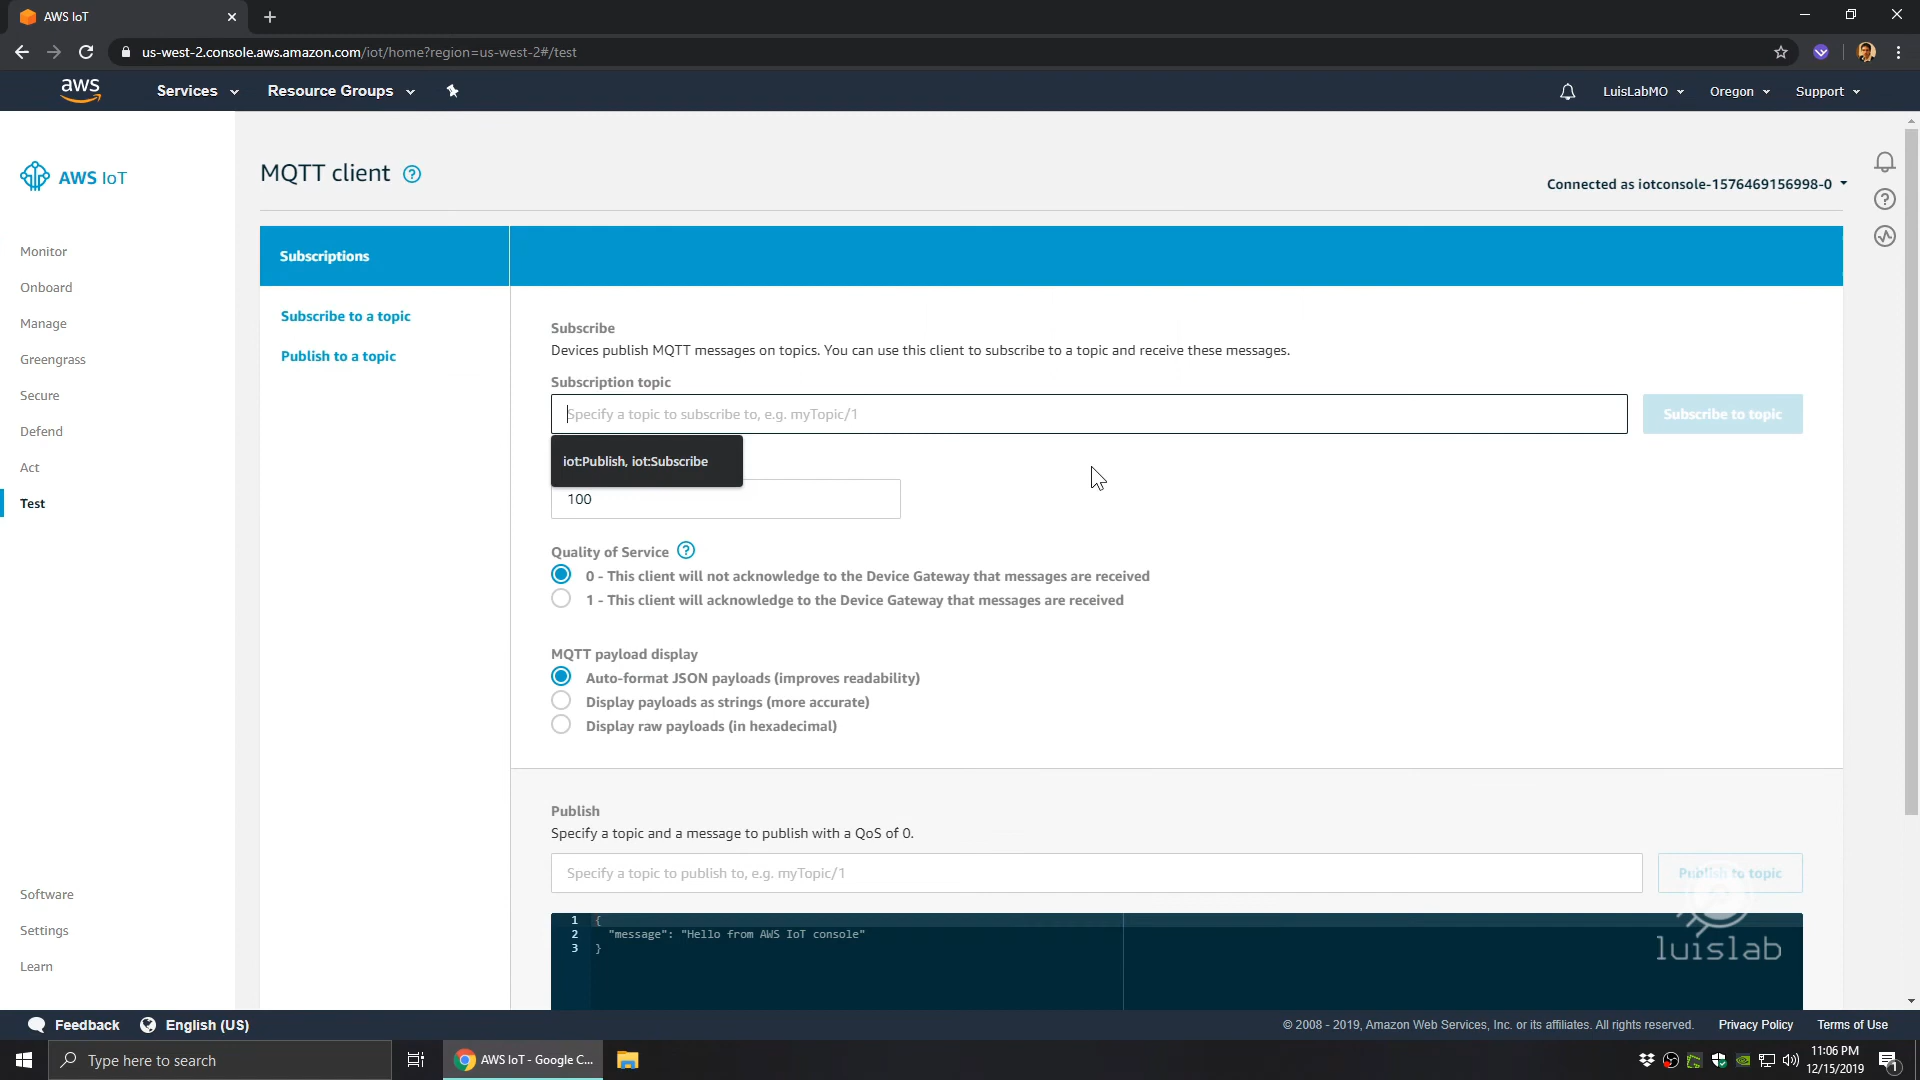 AWS IoT
us-west-2.console.aws.amazon.com/iot/home?region=us-west-2#/test
aws
Services
Resource Groups
LuisLabMO
Oregon
Support
AWS IoT
MQTT client
Connected as iotconsole-1576469156998-0
Monitor
Onboard
Manage
Greengrass
Secure
Defend
Act
Test
Software
Settings
Learn
Subscriptions
Subscribe to a topic
Publish to a topic
Subscribe
Devices publish MQTT messages on topics. You can use this client to subscribe to a topic and receive these messages.
Subscription topic
Specify a topic to subscribe to, e.g. myTopic/1
Subscribe to topic
iot:Publish, iot:Subscribe
100
Quality of Service
0 - This client will not acknowledge to the Device Gateway that messages are received
1 - This client will acknowledge to the Device Gateway that messages are received
MQTT payload display
Auto-format JSON payloads (improves readability)
Display payloads as strings (more accurate)
Display raw payloads (in hexadecimal)
Publish
Specify a topic and a message to publish with a QoS of 0.
Specify a topic to publish to, e.g. myTopic/1
Publish to topic
1 {
2 "message": "Hello from AWS IoT console"
3 }
luislab
Feedback
English (US)
© 2008 - 2019, Amazon Web Services, Inc. or its affiliates. All rights reserved.
Privacy Policy
Terms of Use
Type here to search
AWS IoT - Google C...
11:06 PM
12/15/2019
1